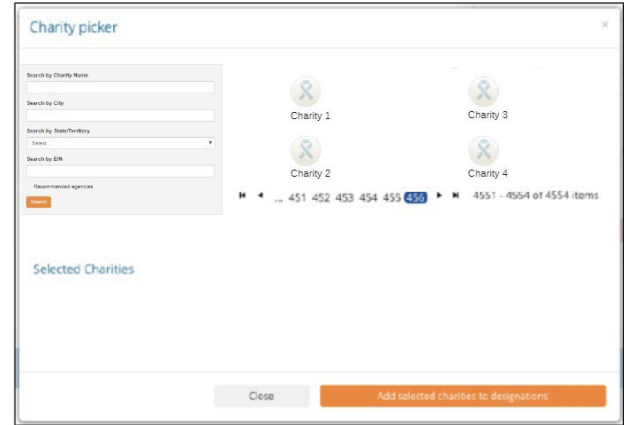 Charity picker
×
Search by Charity Name
Search by City
Search by State/Territory
Select...
Search by EIN
Recommended agencies
Search
Charity 1
Charity 3
Charity 2
Charity 4
... 451 452 453 454 455 456 4551 - 4554 of 4554 items
Selected Charities
Close
Add selected charities to designations